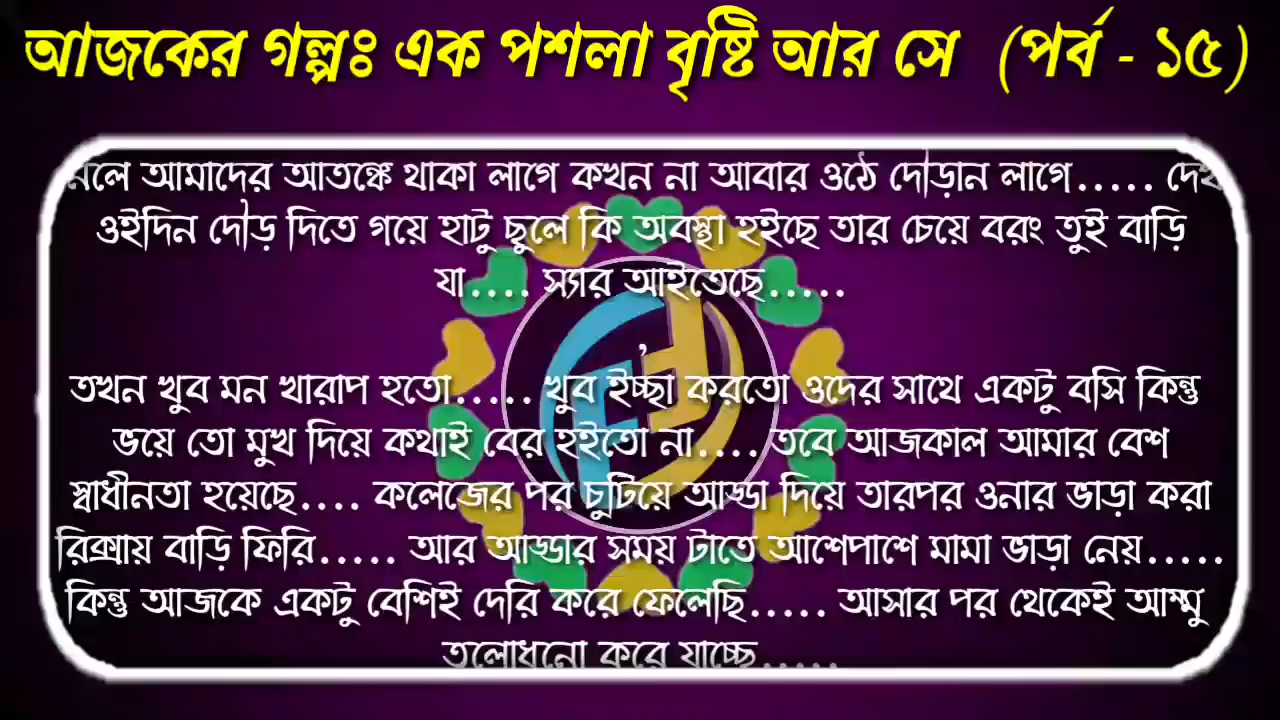 আজকের গল্পঃ এক পশলা বৃষ্টি আর সে (পর্ব - ১৫)
আমাদের আতঙ্কে থাকা লাগে কখন না আবার ওঠে দৌড়ান লাগে..... দেখ
ওইদিন দৌড় দিতে গয়ে হাটু ছুলে কি অবস্থা হইছে তার চেয়ে বরং তুই বাড়ি
যা.... স্যার আইতেছে.....
,
তখন খুব মন খারাপ হতো..... খুব ইচ্ছা করতো ওদের সাথে একটু বসি কিন্তু
ভয়ে তো মুখ দিয়ে কথাই বের হইতো না.... তবে আজকাল আমার বেশ
স্বাধীনতা হয়েছে.... কলেজের পর চুটিয়ে আড্ডা দিয়ে তারপর ওনার ভাড়া করা
রিক্সায় বাড়ি ফিরি..... আর আড্ডার সময় টাতে আশেপাশে মামা ভাড়া নেয়.....
কিন্তু আজকে একটু বেশিই দেরি করে ফেলেছি..... আসার পর থেকেই আম্মু
তুলোধনো করে যাচ্ছে.....